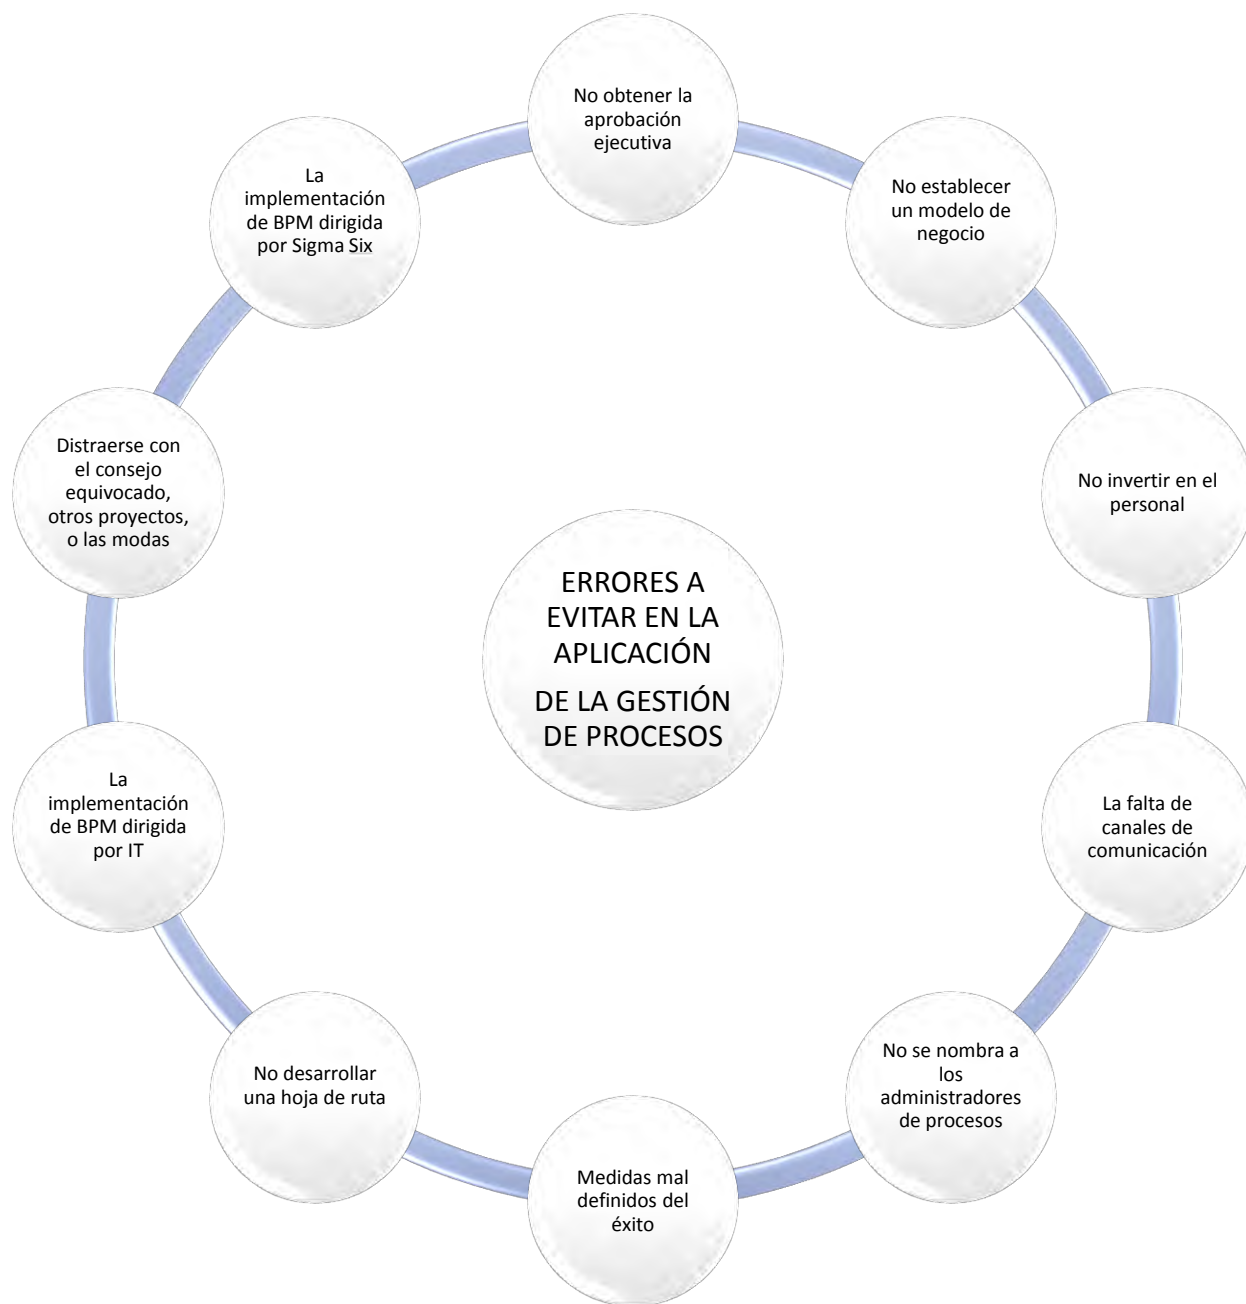 No obtener la
aprobación
ejecutiva
No establecer
un modelo de
negocio
No invertir en el
personal
La falta de
canales de
comunicación
No se nombra a
los
administradores
de procesos
Medidas mal
definidos del
éxito
No desarrollar
una hoja de ruta
La
implementación
de BPM dirigida
por IT
Distraerse con
el consejo
equivocado,
otros proyectos,
o las modas
La
implementación
de BPM dirigida
por Sigma Six
ERRORES A
EVITAR EN LA
APLICACIÓN
DE LA GESTIÓN
DE PROCESOS